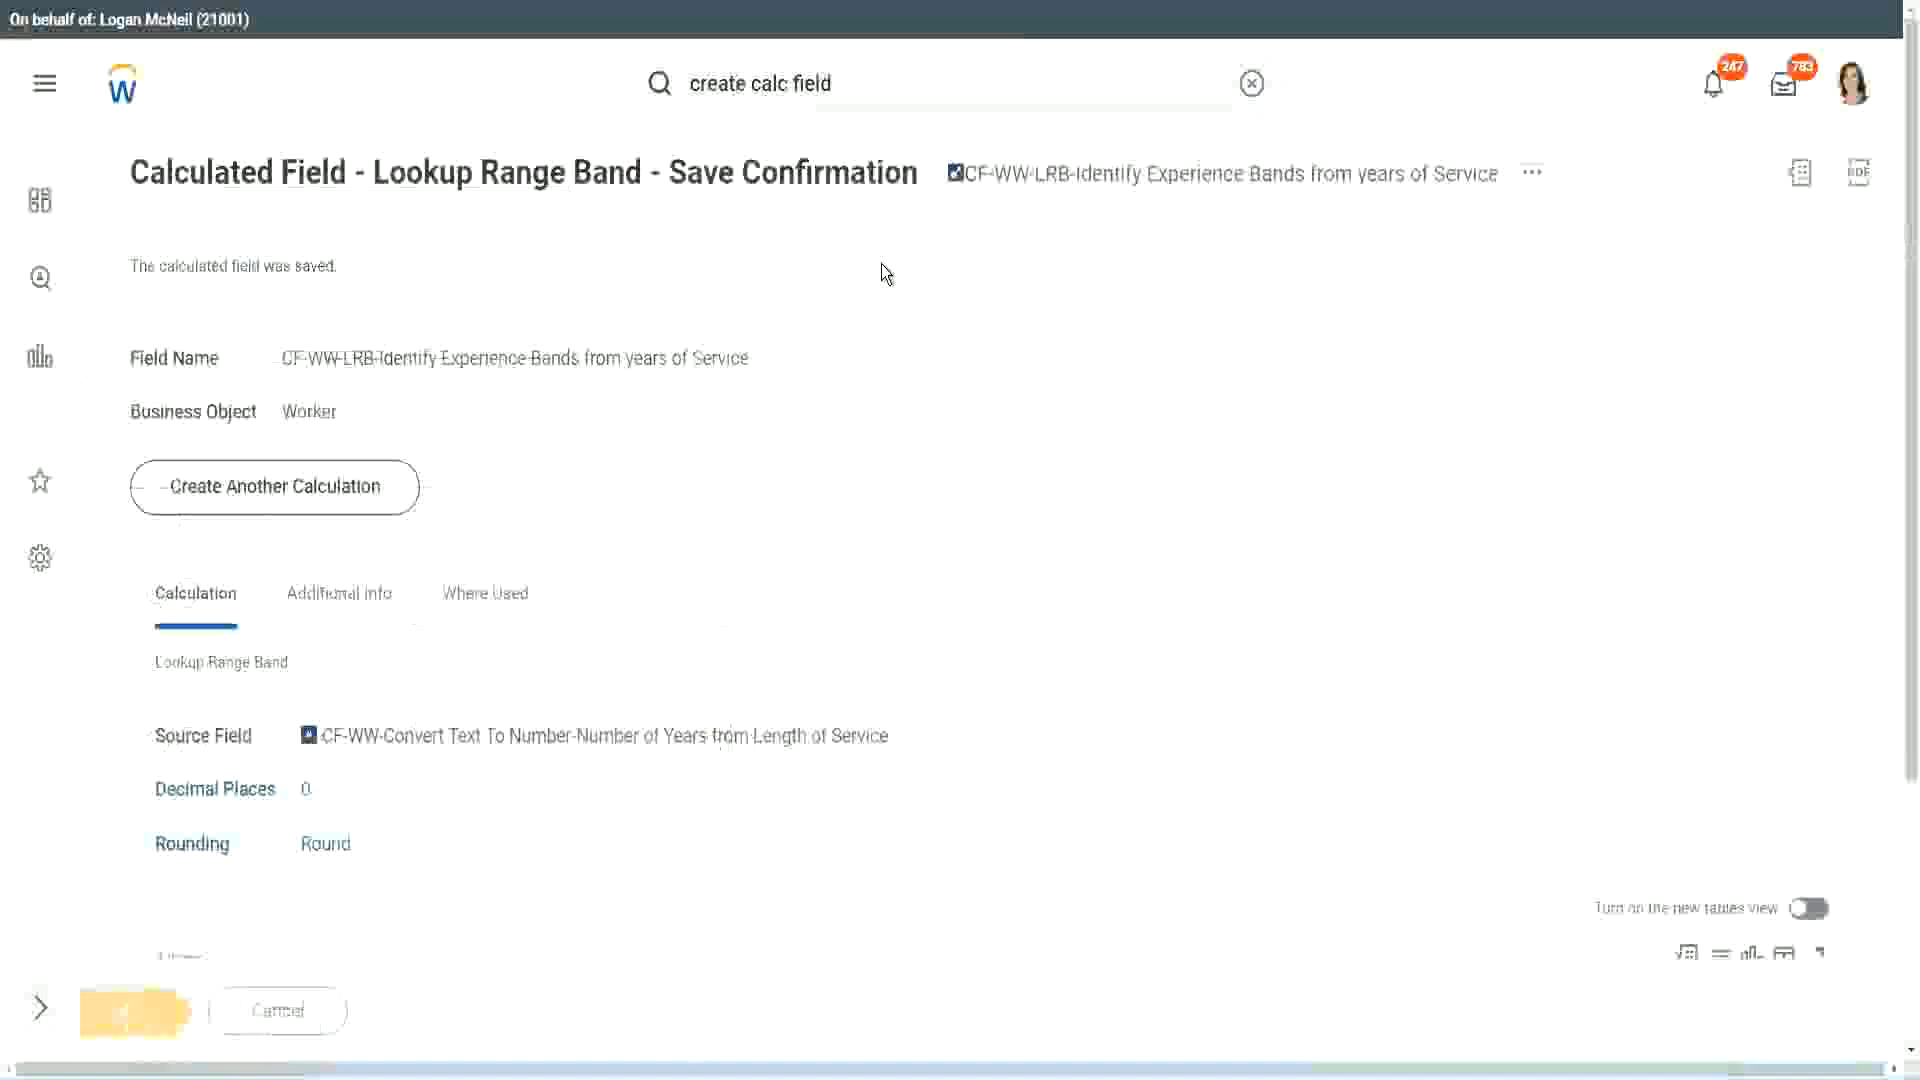 On behalf of: Logan McNeil (21001)
create calc field
247
783
Calculated Field - Lookup Range Band - Save Confirmation
CF-WW-LRB-Identify Experience Bands from years of Service
PDF
The calculated field was saved.
Field Name CF-WW-LRB-Identify Experience Bands from years of Service
Business Object Worker
Create Another Calculation
Calculation Additional Info Where Used
Lookup Range Band
Source Field CF-WW-Convert Text To Number-Number of Years from Length of Service
Decimal Places 0
Rounding Round
Turn on the new tables view
Cancel